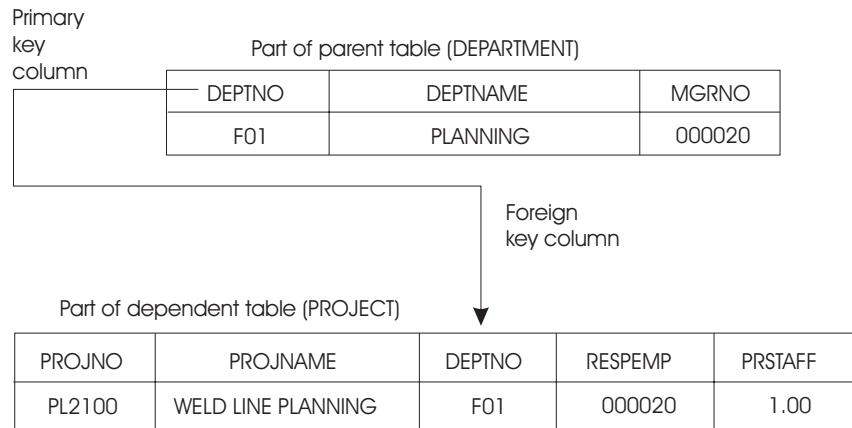 Primary
key
column
Part of parent table (DEPARTMENT)
DEPTNO DEPTNAME MGRNO
F01 PLANNING 000020
Foreign
key column
Part of dependent table (PROJECT)
PROJNO PROJNAME DEPTNO RESPEMP PRSTAFF
PL2100 WELD LINE PLANNING F01 000020 1.00